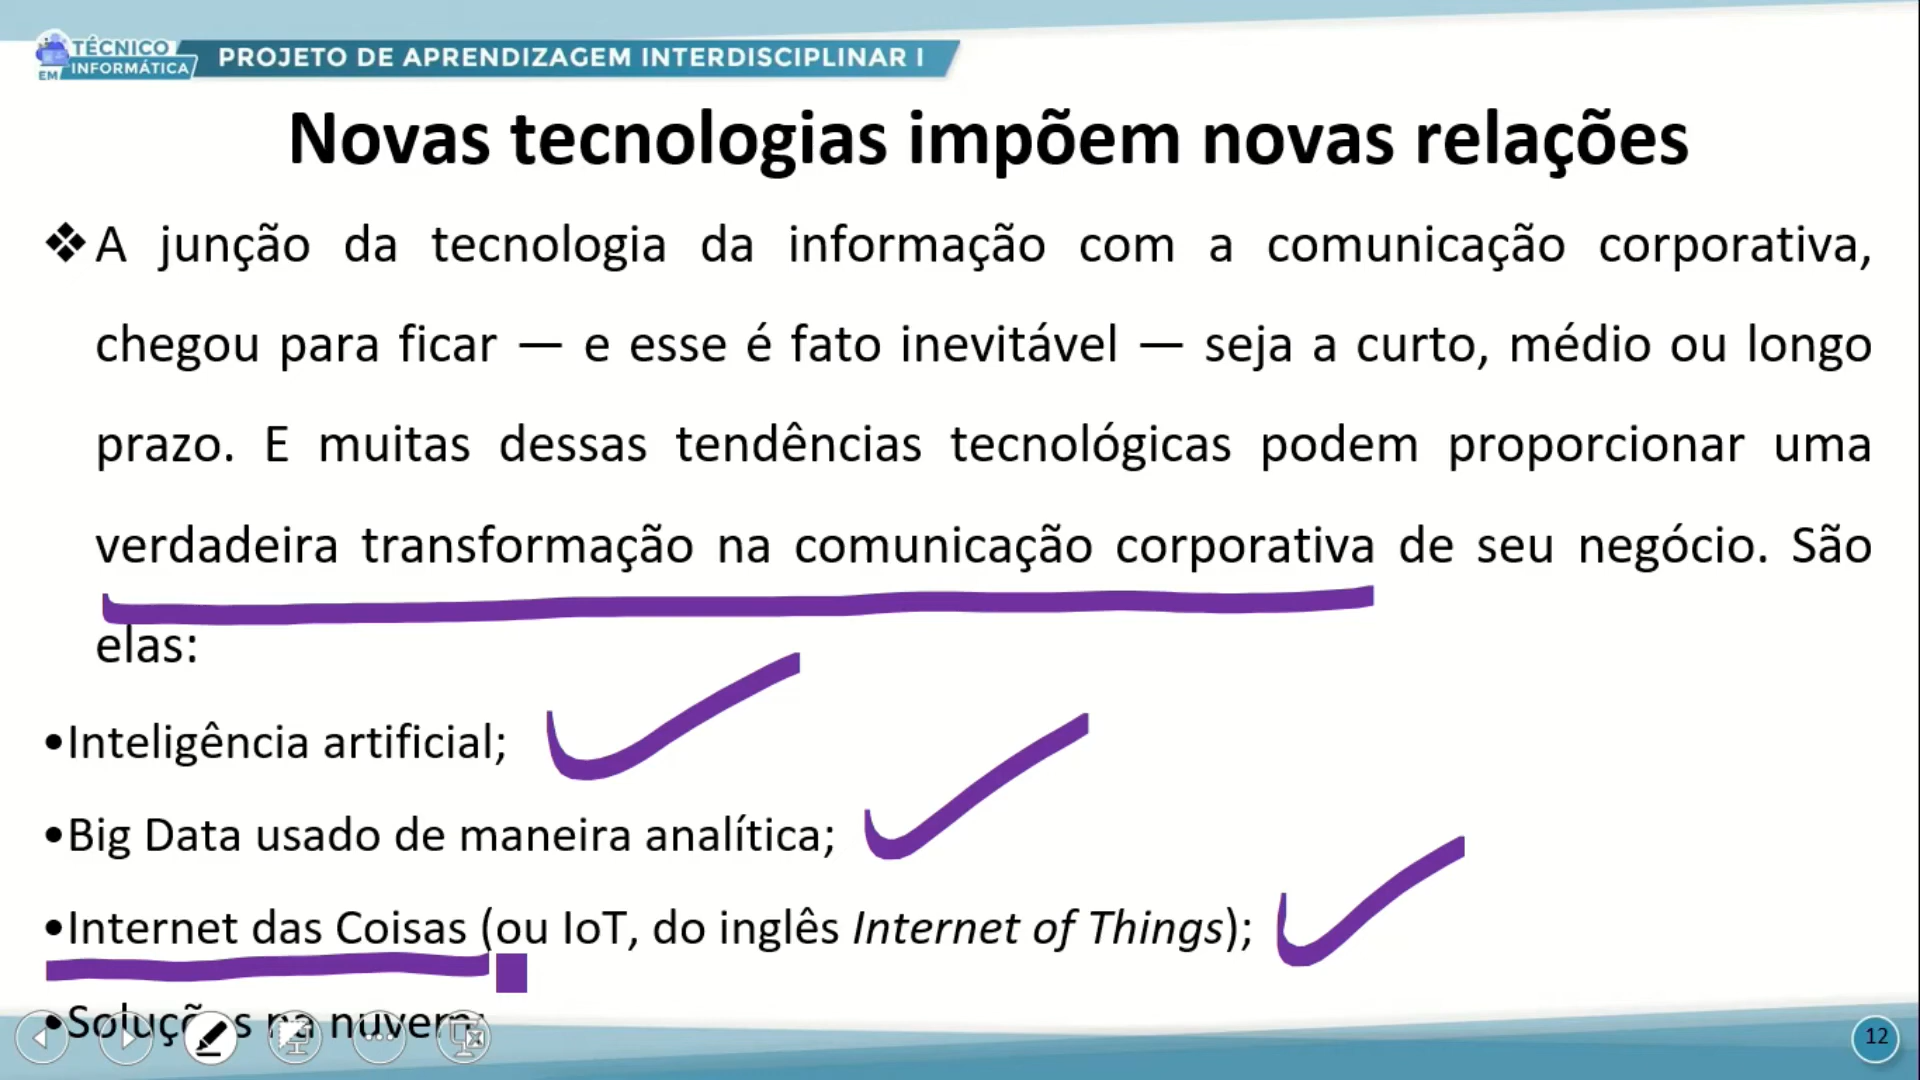 TÉCNICO
EM INFORMÁTICA
PROJETO DE APRENDIZAGEM INTERDISCIPLINAR I
Novas tecnologias impõem novas relações
❖A junção da tecnologia da informação com a comunicação corporativa,
chegou para ficar — e esse é fato inevitável — seja a curto, médio ou longo
prazo. E muitas dessas tendências tecnológicas podem proporcionar uma
verdadeira transformação na comunicação corporativa de seu negócio. São
elas:
•Inteligência artificial;
•Big Data usado de maneira analítica;
•Internet das Coisas (ou IoT, do inglês Internet of Things);
•Soluções na nuvem;
12